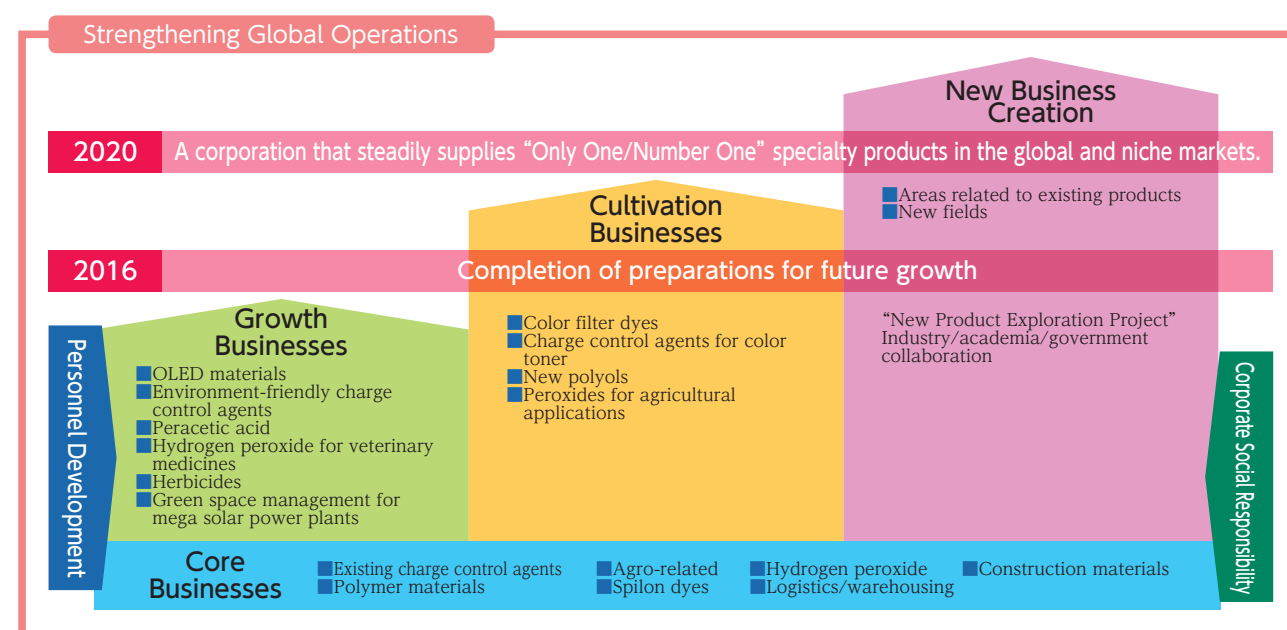 Strengthening Global Operations
New Business
Creation
2020
A corporation that steadily supplies “Only One/Number One” specialty products in the global and niche markets.
■Areas related to existing products
■New fields
Cultivation
Businesses
2016
Completion of preparations for future growth
Growth
Businesses
■OLED materials
■Environment-friendly charge
control agents
■Peracetic acid
■Hydrogen peroxide for veterinary
medicines
■Herbicides
■Green space management for
mega solar power plants
■Color filter dyes
■Charge control agents for color
toner
■New polyols
■Peroxides for agricultural
applications
“New Product Exploration Project”
Industry/academia/government
collaboration
Personnel Development
Corporate Social Responsibility
Core
Businesses
■Existing charge control agents
■Polymer materials
■Agro-related
■Spilon dyes
■Hydrogen peroxide
■Logistics/warehousing
■Construction materials